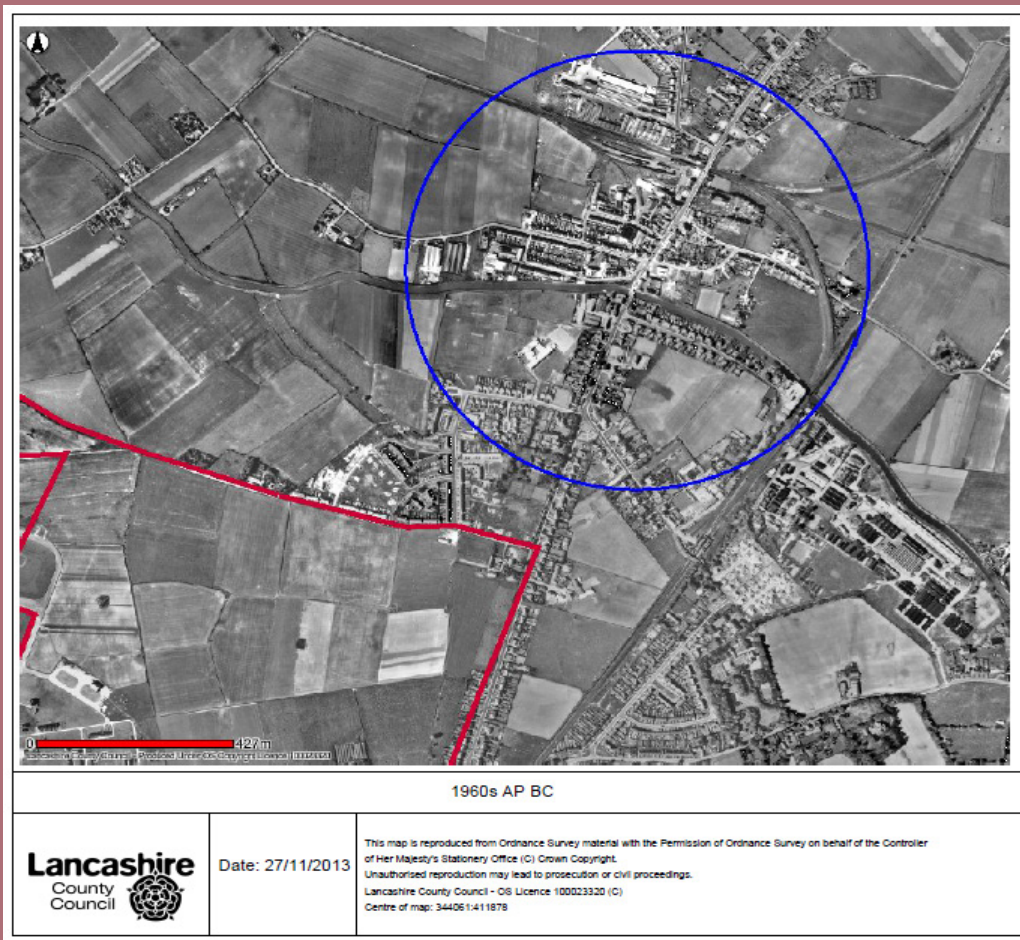 0 427 m
1960s AP BC
Lancashire
County
Council
Date: 27/11/2013
This map is reproduced from Ordnance Survey material with the Permission of Ordnance Survey on behalf of the Controller
of Her Majesty's Stationery Office (C) Crown Copyright.
Unauthorised reproduction may lead to prosecution or civil proceedings.
Lancashire County Council - OS Licence 100023320 (C)
Centre of map: 344061:411878